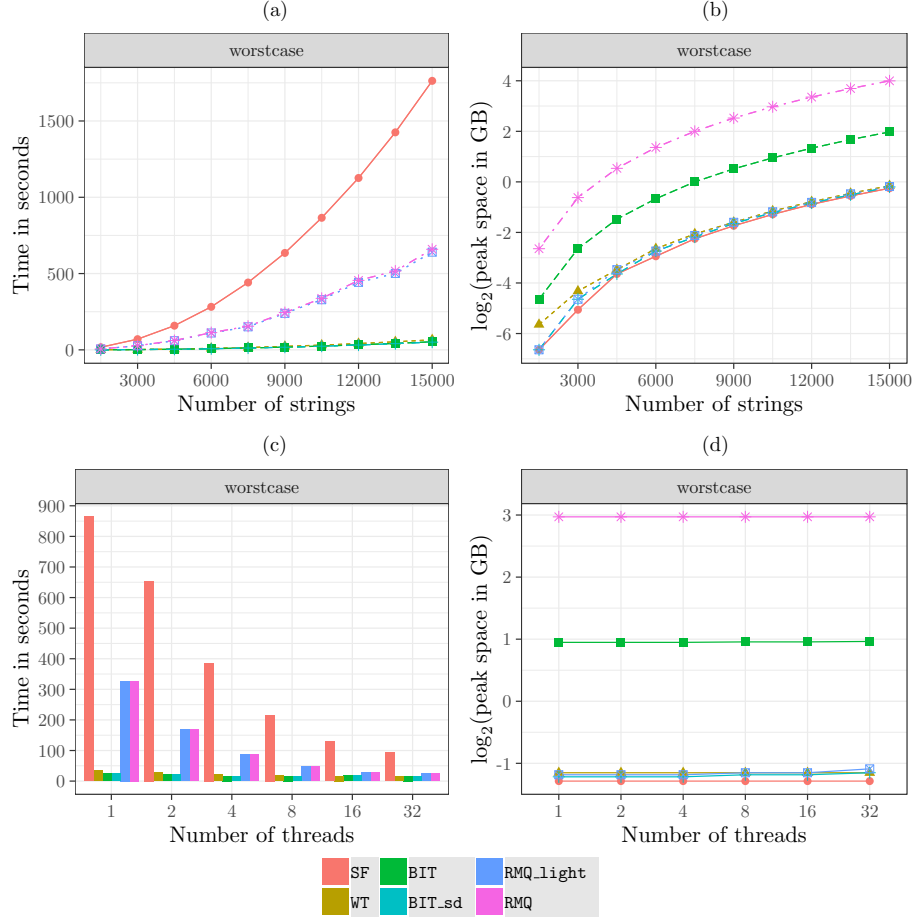 (a)
worstcase
Time in seconds
1500
1000
500
0
3000 6000 9000 12000 15000
Number of strings
(b)
worstcase
log2(peak space in GB)
4
2
0
-2
-4
-6
3000 6000 9000 12000 15000
Number of strings
(c)
worstcase
Time in seconds
900
800
700
600
500
400
300
200
100
0
1 2 4 8 16 32
Number of threads
(d)
worstcase
log2(peak space in GB)
3
2
1
0
-1
1 2 4 8 16 32
Number of threads
SF BIT RMQ_light
WT BIT_sd RMQ